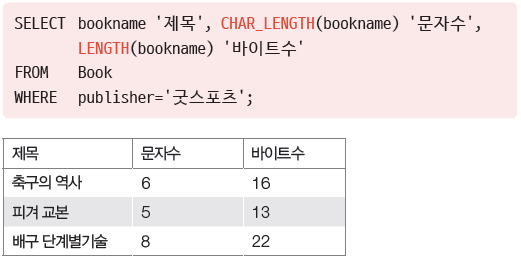 SELECT bookname '제목', CHAR_LENGTH(bookname) '문자수',
LENGTH(bookname) '바이트수'
FROM Book
WHERE publisher='굿스포츠';
제목 문자수 바이트수
축구의 역사 6 16
피겨 교본 5 13
배구 단계별기술 8 22